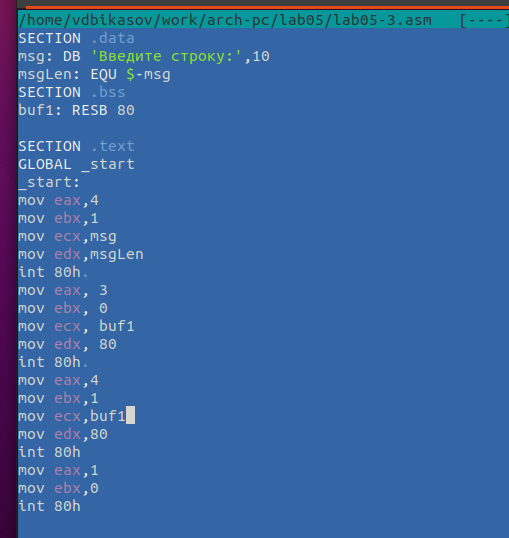 /home/vdbikasov/work/arch-pc/lab05/lab05-3.asm [----]
SECTION .data
msg: DB 'Введите строку:',10
msgLen: EQU $-msg
SECTION .bss
buf1: RESB 80
SECTION .text
GLOBAL _start
_start:
mov eax,4
mov ebx,1
mov ecx,msg
mov edx,msgLen
int 80h.
mov eax, 3
mov ebx, 0
mov ecx, buf1
mov edx, 80
int 80h.
mov eax,4
mov ebx,1
mov ecx,buf1
mov edx,80
int 80h
mov eax,1
mov ebx,0
int 80h